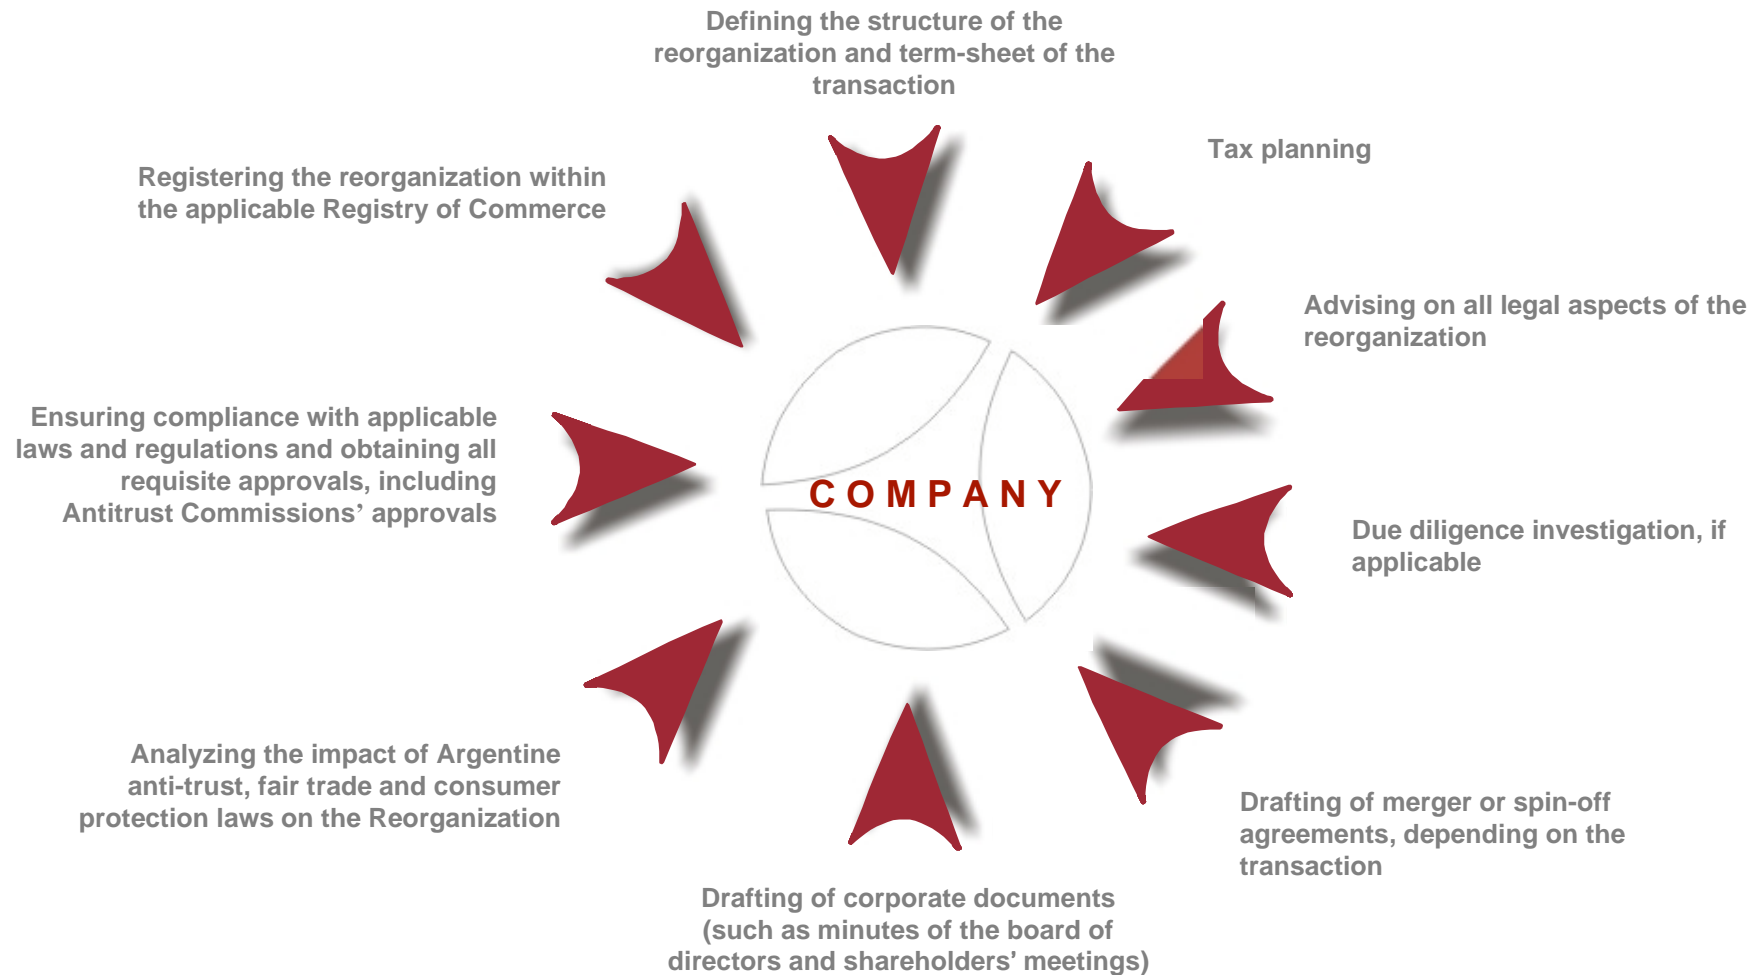 Defining the structure of the
reorganization and term-sheet of the
transaction
Tax planning
Advising on all legal aspects of the
reorganization
Due diligence investigation, if
applicable
Drafting of merger or spin-off
agreements, depending on the
transaction
Drafting of corporate documents
(such as minutes of the board of
directors and shareholders' meetings)
Analyzing the impact of Argentine
anti-trust, fair trade and consumer
protection laws on the Reorganization
Ensuring compliance with applicable
laws and regulations and obtaining all
requisite approvals, including
Antitrust Commissions’ approvals
Registering the reorganization within
the applicable Registry of Commerce
COMPANY